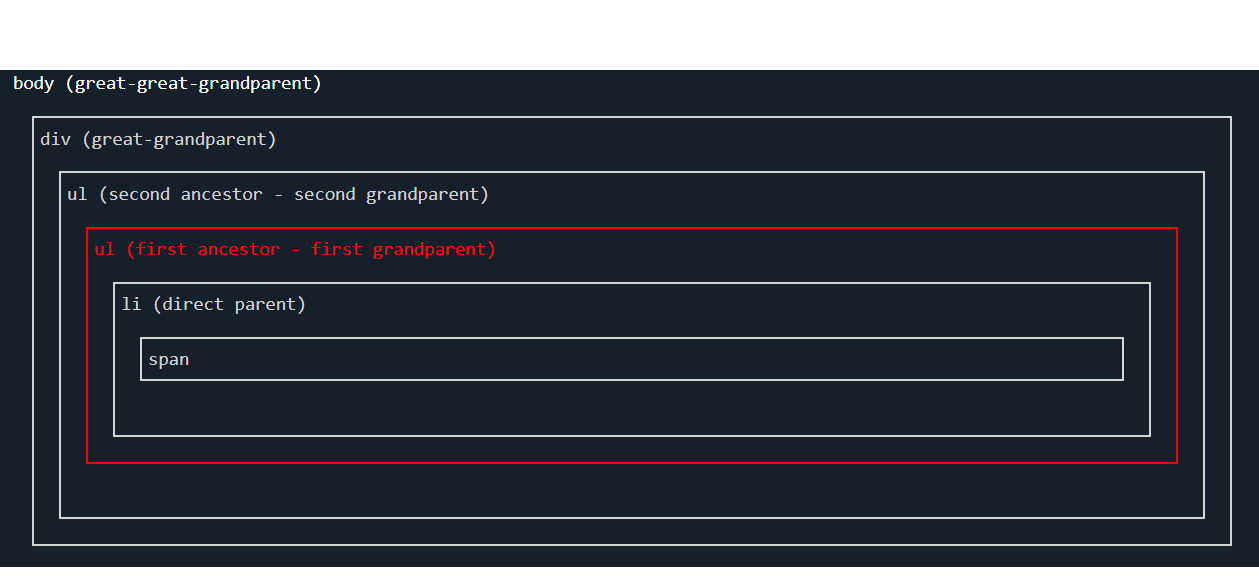 body (great-great-grandparent)
div (great-grandparent)
ul (second ancestor - second grandparent)
ul (first ancestor - first grandparent)
li (direct parent)
span